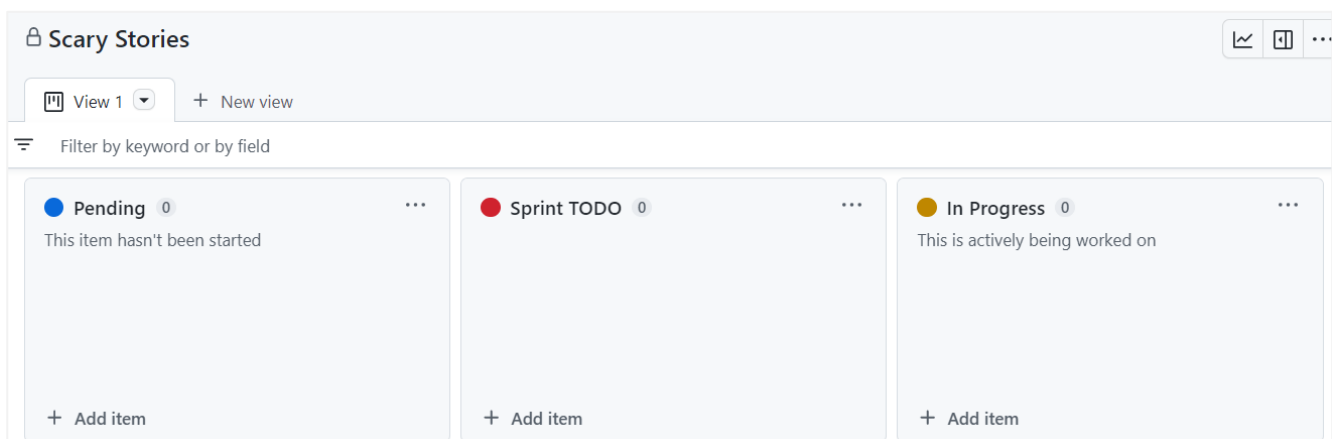 Scary Stories
View 1
New view
Filter by keyword or by field
Pending 0
This item hasn't been started
Add item
Sprint TODO 0
Add item
In Progress 0
This is actively being worked on
Add item